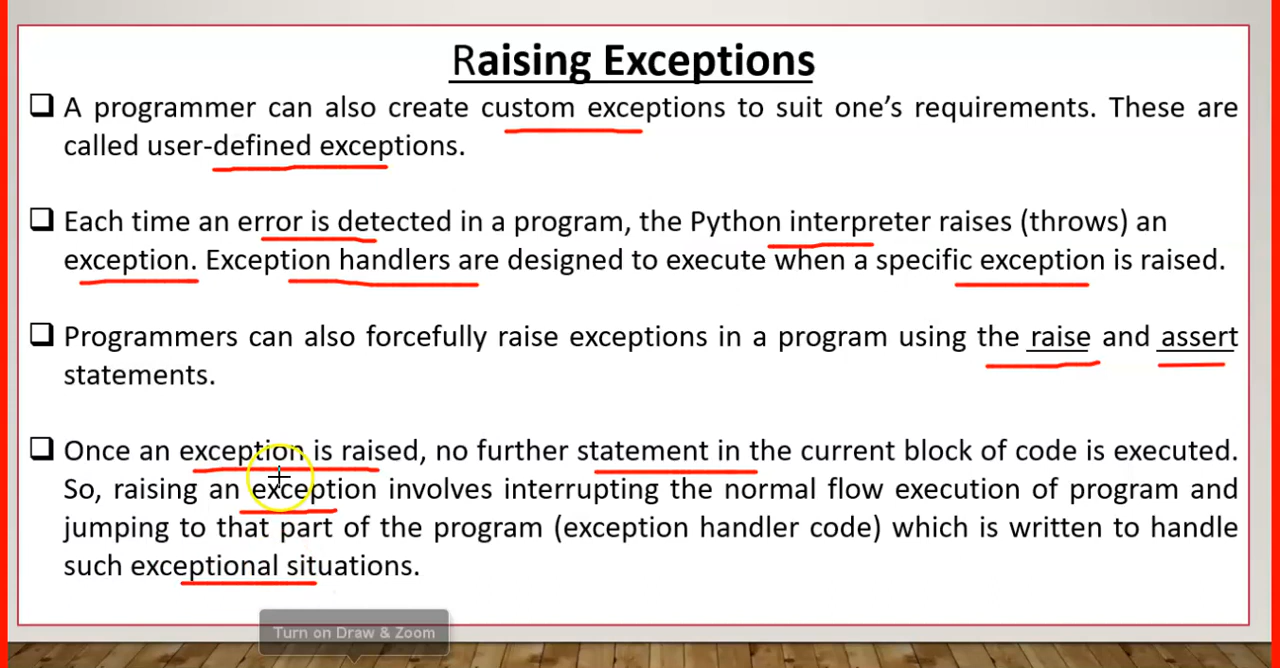 Raising Exceptions
❑ A programmer can also create custom exceptions to suit one’s requirements. These are
called user-defined exceptions.
❑ Each time an error is detected in a program, the Python interpreter raises (throws) an
exception. Exception handlers are designed to execute when a specific exception is raised.
❑ Programmers can also forcefully raise exceptions in a program using the raise and assert
statements.
❑ Once an exception is raised, no further statement in the current block of code is executed.
So, raising an exception involves interrupting the normal flow execution of program and
jumping to that part of the program (exception handler code) which is written to handle
such exceptional situations.
Turn on Draw & Zoom